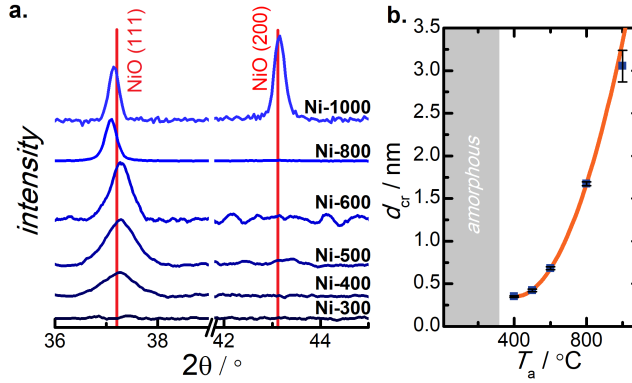 a.
NiO (111)
NiO (200)
Ni-1000
Ni-800
Ni-600
Ni-500
Ni-400
Ni-300
intensity
36 38 42 44
2θ / °
b.
3.5
3.0
2.5
2.0
1.5
1.0
0.5
0.0
d_cr / nm
amorphous
400 800
T_a / °C